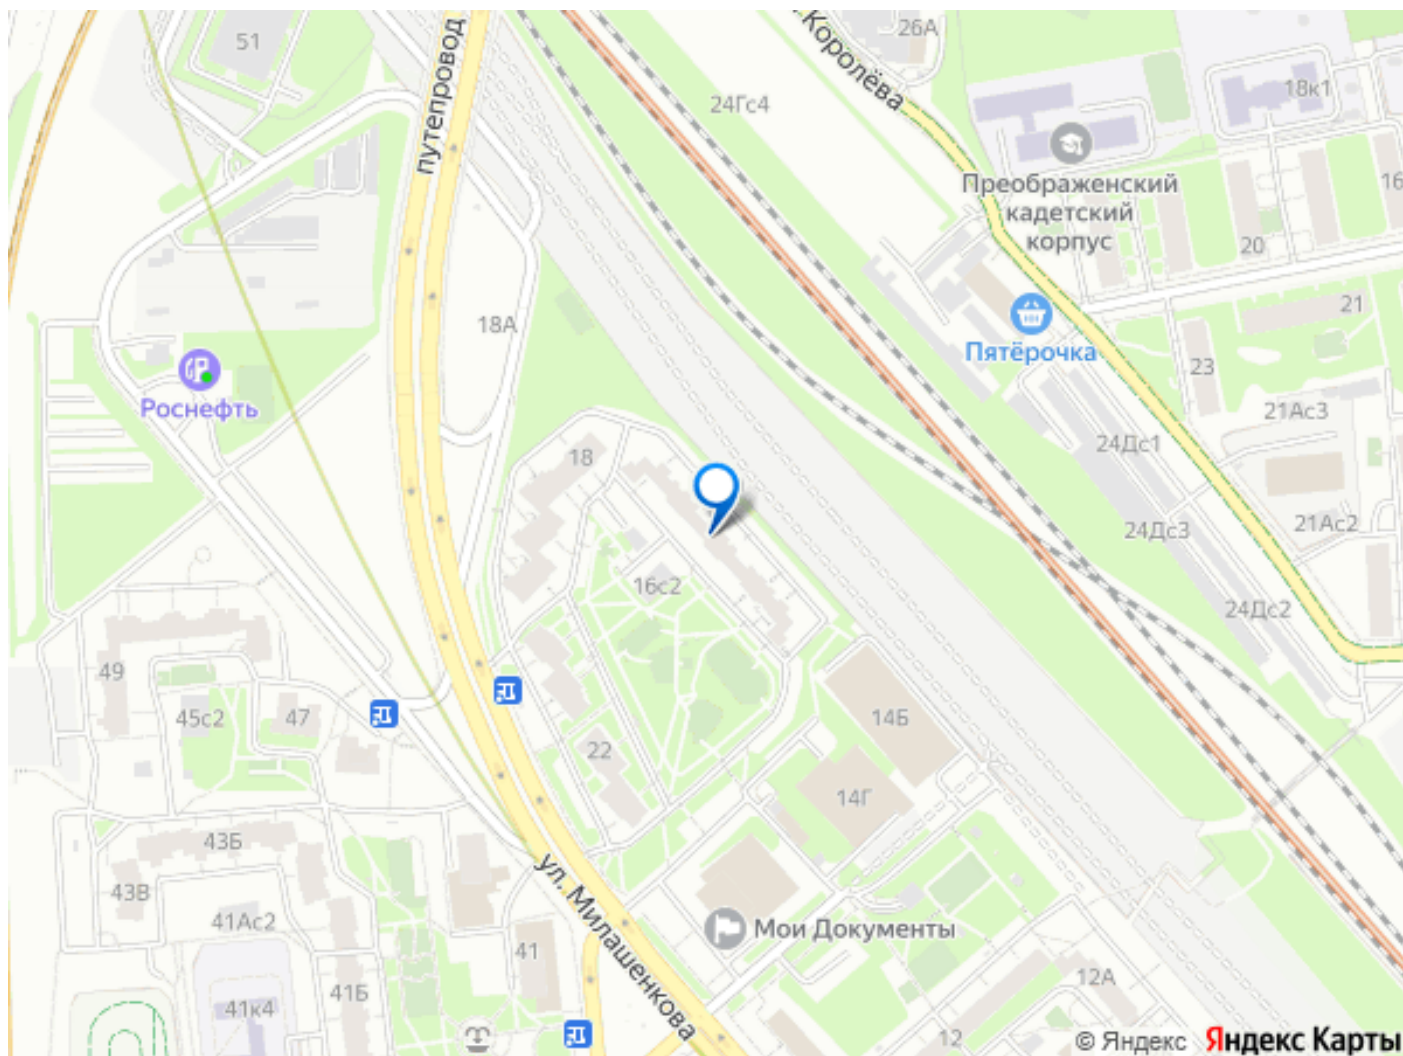 51
путепровод
26А
Королёва
24Гс4
18к1
Преображенский
кадетский
корпус
16
20
21
18А
Пятёрочка
23
Роснефть
21Ас3
24Дс1
18
21Ас2
24Дс3
16с2
24Дс2
49
45с2
47
14Б
22
14Г
43Б
43В
41Ас2
ул. Милашенкова
Мои Документы
41
12А
41Б
41к4
12
© Яндекс Яндекс Карты